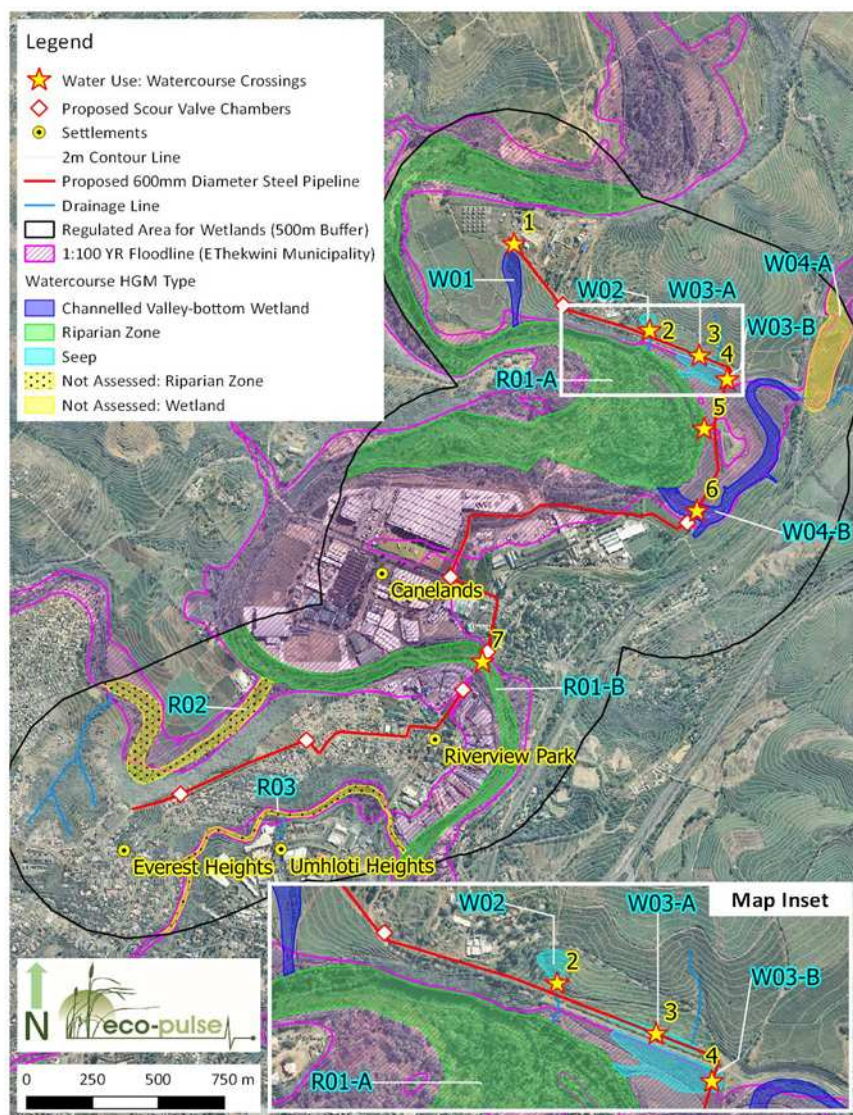 Legend
Water Use: Watercourse Crossings
Proposed Scour Valve Chambers
Settlements
2m Contour Line
Proposed 600mm Diameter Steel Pipeline
Drainage Line
Regulated Area for Wetlands (500m Buffer)
1:100 YR Floodline (EThekwini Municipality)
Watercourse HGM Type
Channelled Valley-bottom Wetland
Riparian Zone
Seep
Not Assessed: Riparian Zone
Not Assessed: Wetland
1
W01
W02
W03-A
W04-A
W03-B
2
3
4
R01-A
5
6
W04-B
Canelands
7
R01-B
R02
Riverview Park
R03
Everest Heights
Umhloti Heights
Map Inset
W02
W03-A
W03-B
2
3
4
R01-A
N
eco-pulse
0 250 500 750 m